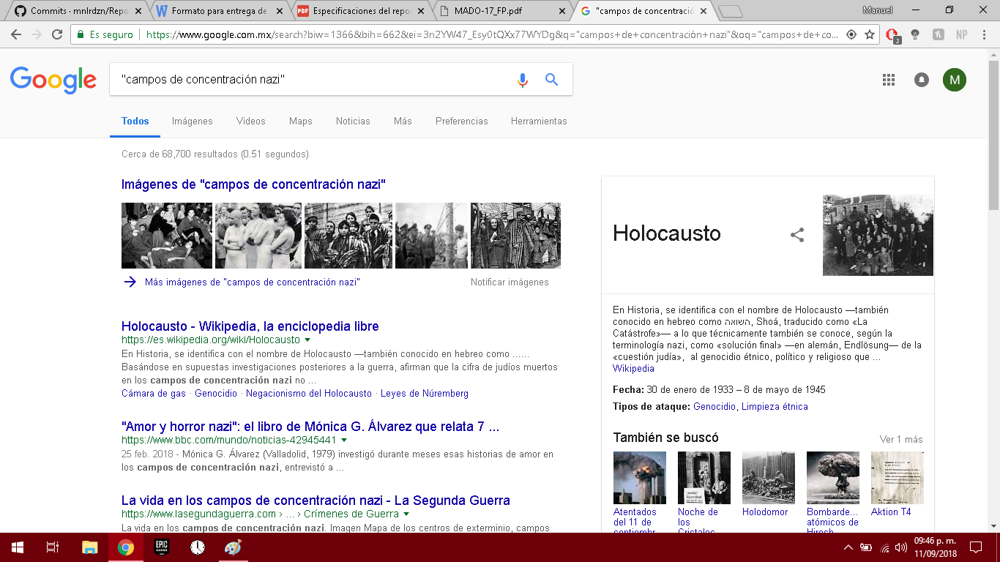 Commits · mnlrdzn/Repo
Formato para entrega de
Especificaciones del repo
MADO-17_FP.pdf
"campos de concentració
Manuel
Es seguro
https://www.google.com.mx/search?biw=1366&bih=662&ei=3n2YW47_Esy0tQXx77WYDg&q="campos+de+concentración+nazi"&oq="campos+de+co...
3
NP
Google
"campos de concentración nazi"
M
Todos
Imágenes
Videos
Maps
Noticias
Más
Preferencias
Herramientas
Cerca de 68,700 resultados (0.51 segundos)
Imágenes de "campos de concentración nazi"
Más imágenes de "campos de concentración nazi"
Notificar imágenes
Holocausto - Wikipedia, la enciclopedia libre
https://es.wikipedia.org/wiki/Holocausto
En Historia, se identifica con el nombre de Holocausto —también conocido en hebreo como ......
Basándose en supuestas investigaciones posteriores a la guerra, afirman que la cifra de judíos muertos
en los campos de concentración nazi no ...
Cámara de gas · Genocidio · Negacionismo del Holocausto · Leyes de Núremberg
"Amor y horror nazi": el libro de Mónica G. Álvarez que relata 7 ...
https://www.bbc.com/mundo/noticias-42945441
25 feb. 2018 - Mónica G. Álvarez (Valladolid, 1979) investigó durante meses esas historias de amor en
los campos de concentración nazi, entrevistó a ...
La vida en los campos de concentración nazi - La Segunda Guerra
https://www.lasegundaguerra.com › ... › Crímenes de Guerra
La vida en los campos de concentración nazi. Imagen Mapa de los centros de exterminio, campos
Holocausto
En Historia, se identifica con el nombre de Holocausto —también
conocido en hebreo como השואה, Shoá, traducido como «La
Catástrofe»— a lo que técnicamente también se conoce, según la
terminología nazi, como «solución final» —en alemán, Endlösung— de la
«cuestión judía», al genocidio étnico, político y religioso que ...
Wikipedia
Fecha: 30 de enero de 1933 – 8 de mayo de 1945
Tipos de ataque: Genocidio, Limpieza étnica
También se buscó
Ver 1 más
Atentados
del 11 de
septiembr
Noche de
los
Cristales
Holodomor
Bombarde...
atómicos de
Hirosh
Aktion T4
EPIC
GAMES
09:46 p. m.
11/09/2018